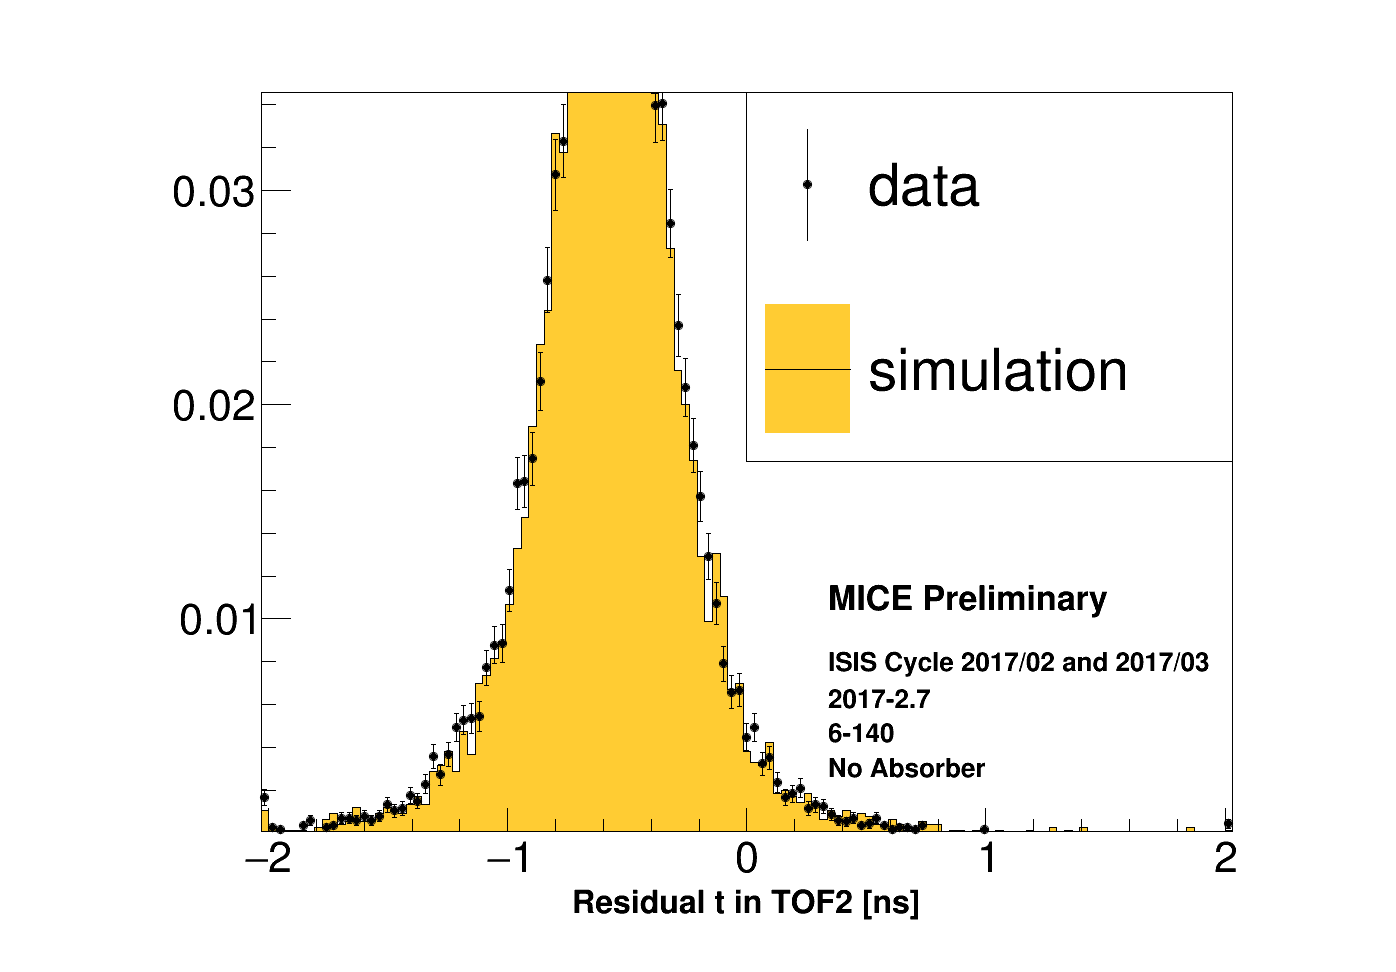 0.03
0.02
0.01
−2
−1
0
1
2
Residual t in TOF2 [ns]
data
simulation
MICE Preliminary
ISIS Cycle 2017/02 and 2017/03
2017-2.7
6-140
No Absorber